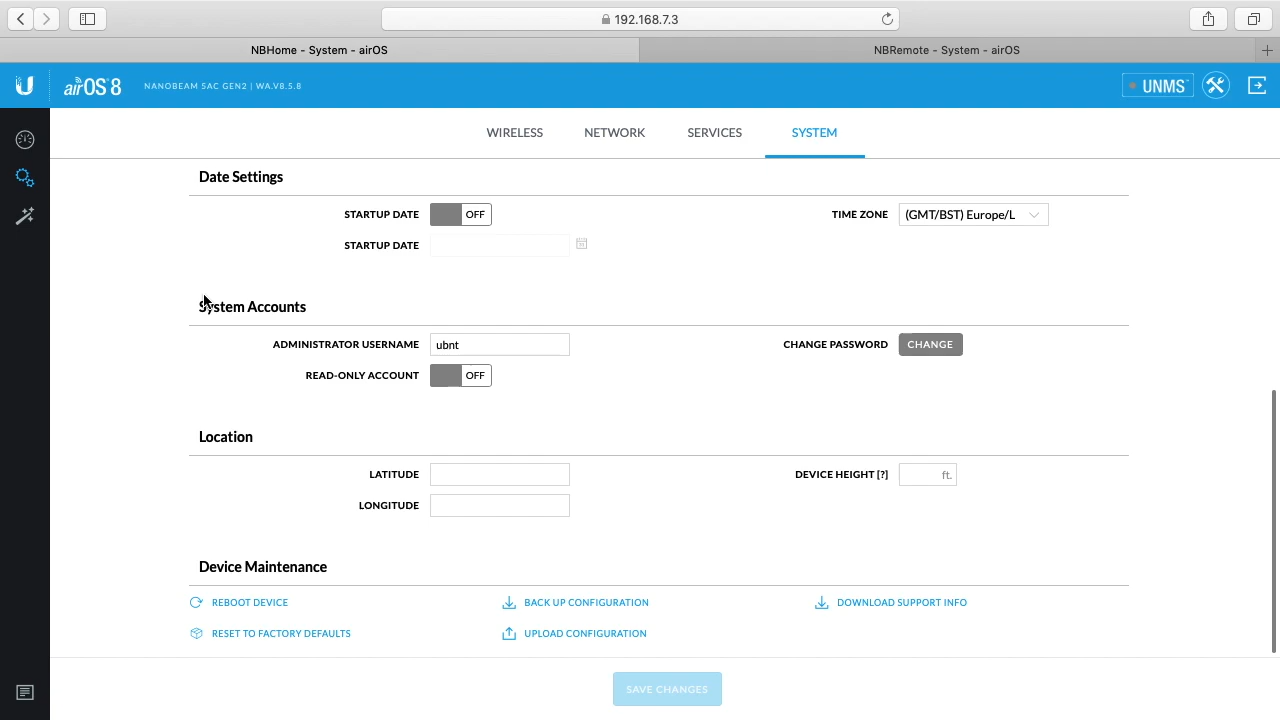 192.168.7.3
NBHome - System - airOS
NBRemote - System - airOS
airOS 8
NANOBEAM 5AC GEN2 | WA.V8.5.8
UNMS
WIRELESS
NETWORK
SERVICES
SYSTEM
Date Settings
STARTUP DATE
OFF
TIME ZONE
(GMT/BST) Europe/L
STARTUP DATE
System Accounts
ADMINISTRATOR USERNAME
ubnt
CHANGE PASSWORD
CHANGE
READ-ONLY ACCOUNT
OFF
Location
LATITUDE
DEVICE HEIGHT [?]
ft.
LONGITUDE
Device Maintenance
REBOOT DEVICE
BACK UP CONFIGURATION
DOWNLOAD SUPPORT INFO
RESET TO FACTORY DEFAULTS
UPLOAD CONFIGURATION
SAVE CHANGES